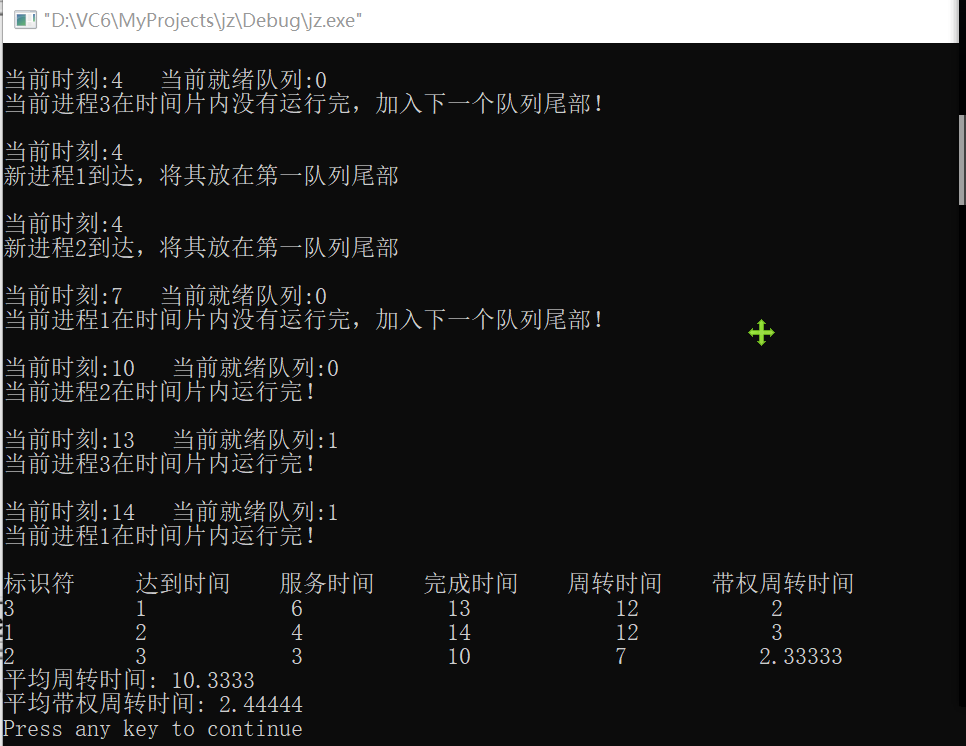 "D:\VC6\MyProjects\jz\Debug\jz.exe"
当前时刻:4   当前就绪队列:0
当前进程3在时间片内没有运行完，加入下一个队列尾部！
当前时刻:4
新进程1到达，将其放在第一队列尾部
当前时刻:4
新进程2到达，将其放在第一队列尾部
当前时刻:7   当前就绪队列:0
当前进程1在时间片内没有运行完，加入下一个队列尾部！
当前时刻:10   当前就绪队列:0
当前进程2在时间片内运行完！
当前时刻:13   当前就绪队列:1
当前进程3在时间片内运行完！
当前时刻:14   当前就绪队列:1
当前进程1在时间片内运行完！
标识符     达到时间    服务时间    完成时间    周转时间    带权周转时间
3          1            6            13            12           2
1          2            4            14            12           3
2          3            3            10            7           2.33333
平均周转时间: 10.3333
平均带权周转时间: 2.44444
Press any key to continue